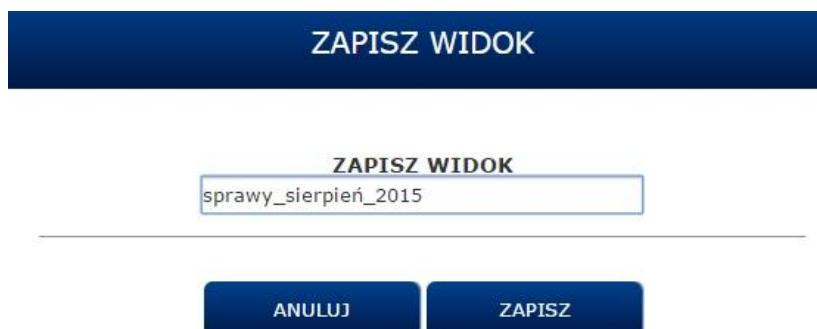 ZAPISZ WIDOK
ZAPISZ WIDOK
sprawy_sierpień_2015
ANULUJ ZAPISZ